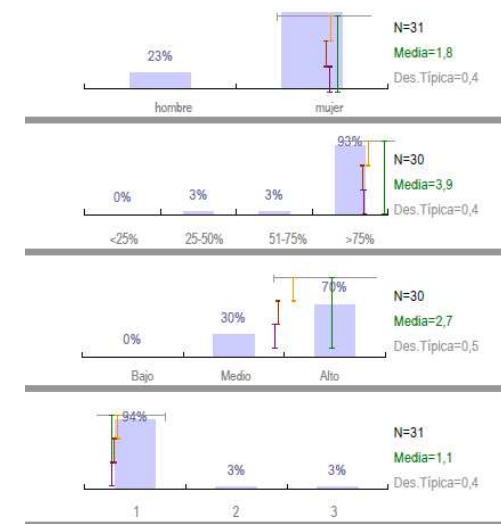 23%
N=31
Media=1,8
Des.Típica=0,4
hombre mujer
93%
0% 3% 3%
N=30
Media=3,9
Des.Típica=0,4
<25% 25-50% 51-75% >75%
70%
30%
0%
N=30
Media=2,7
Des.Típica=0,5
Bajo Medio Alto
94%
3% 3%
N=31
Media=1,1
Des.Típica=0,4
1 2 3